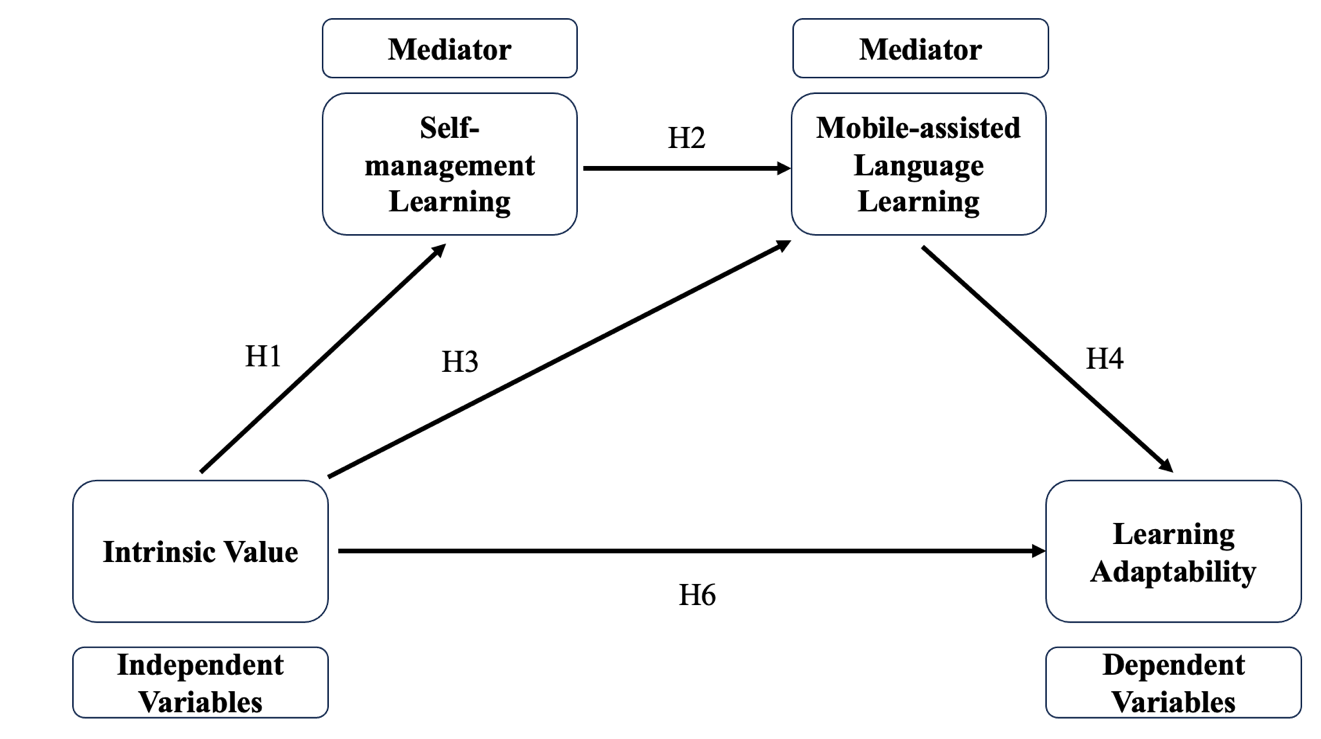 Mediator
Mediator
Self-
management
Learning
H2
Mobile-assisted
Language
Learning
H1
H3
H4
Intrinsic Value
Learning
Adaptability
H6
Independent
Variables
Dependent
Variables